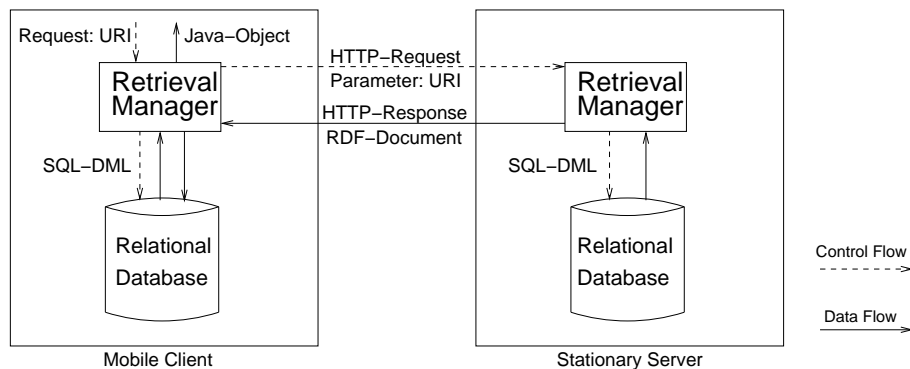 Request: URI
Java-Object
HTTP-Request
Parameter: URI
HTTP-Response
RDF-Document
Retrieval
Manager
Retrieval
Manager
SQL-DML
SQL-DML
Relational
Database
Relational
Database
Control Flow
Data Flow
Mobile Client
Stationary Server